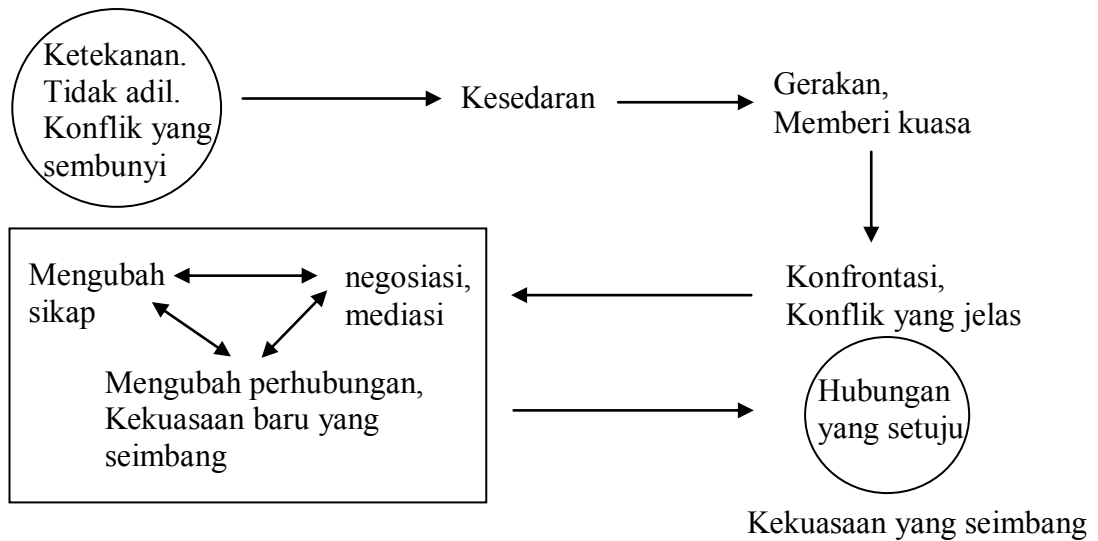 Ketekanan.
Tidak adil.
Konflik yang
sembunyi
Kesedaran
Gerakan,
Memberi kuasa
Konfrontasi,
Konflik yang jelas
Mengubah
sikap
negosiasi,
mediasi
Mengubah perhubungan,
Kekuasaan baru yang
seimbang
Hubungan
yang setuju
Kekuasaan yang seimbang